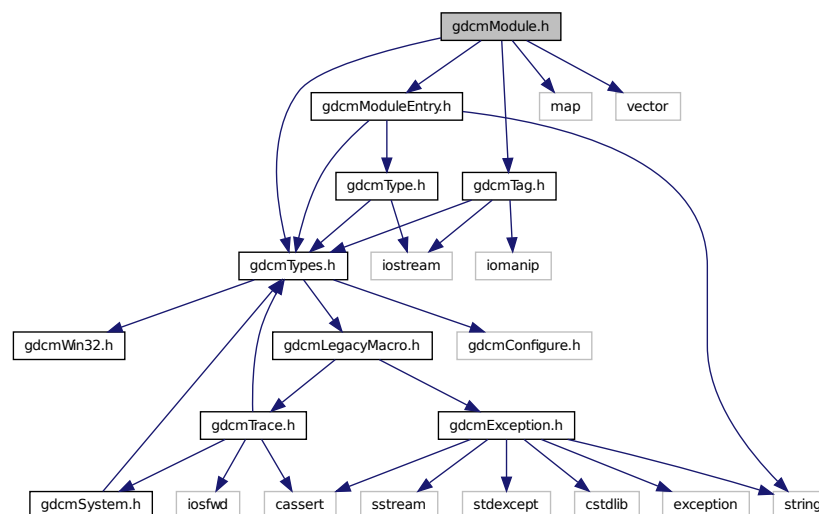 gdcmModule.h
gdcmModuleEntry.h
map
vector
gdcmType.h
gdcmTag.h
gdcmTypes.h
iostream
iomanip
gdcmWin32.h
gdcmLegacyMacro.h
gdcmConfigure.h
gdcmTrace.h
gdcmException.h
gdcmSystem.h
iosfwd
cassert
sstream
stdexcept
cstdlib
exception
string